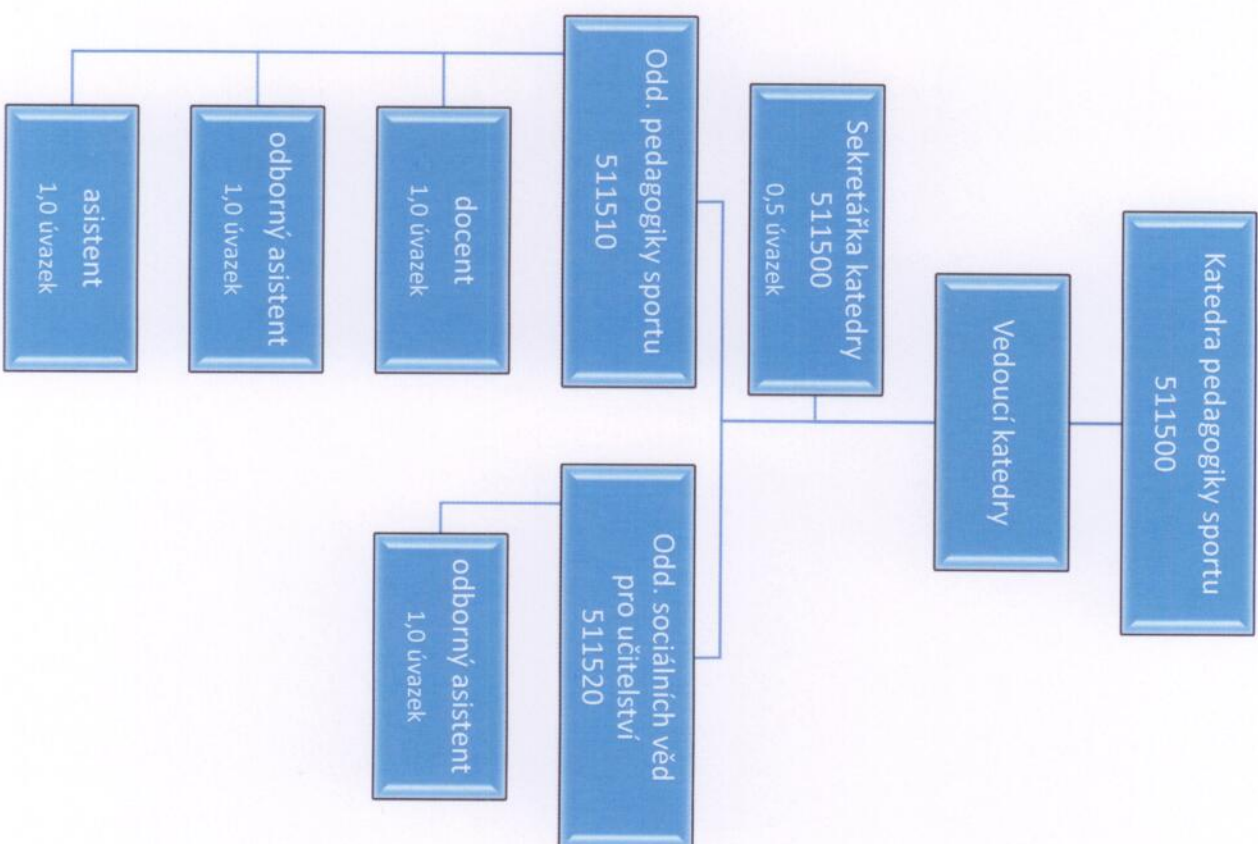 Katedra pedagogiky sportu
511500
Vedoucí katedry
Sekretářka katedry
511500
0,5 úvazek
Odd. pedagogiky sportu
511510
docent
1,0 úvazek
odborný asistent
1,0 úvazek
asistent
1,0 úvazek
Odd. sociálních věd
pro učitelství
511520
odborný asistent
1,0 úvazek